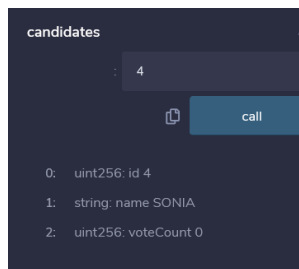 candidates
: 4
call
0: uint256: id 4
1: string: name SONIA
2: uint256: voteCount 0